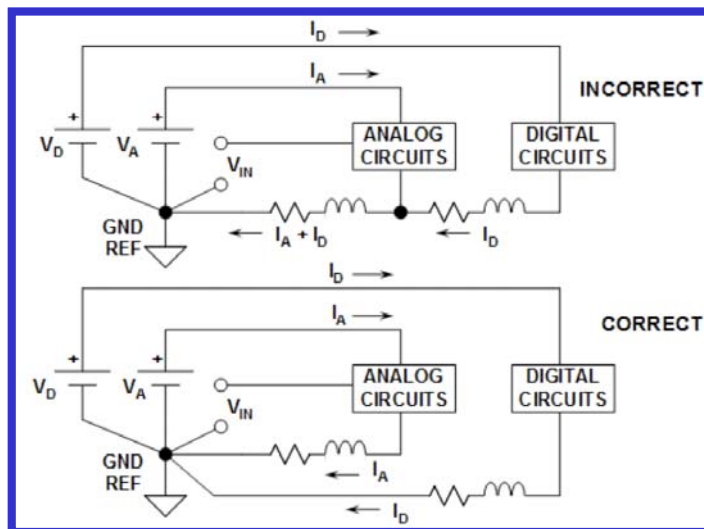 I_D
I_A
INCORRECT
+
+
V_D
V_A
V_IN
ANALOG
CIRCUITS
DIGITAL
CIRCUITS
GND
REF
I_A + I_D
I_D
I_D
I_A
CORRECT
+
+
V_D
V_A
V_IN
ANALOG
CIRCUITS
DIGITAL
CIRCUITS
GND
REF
I_A
I_D